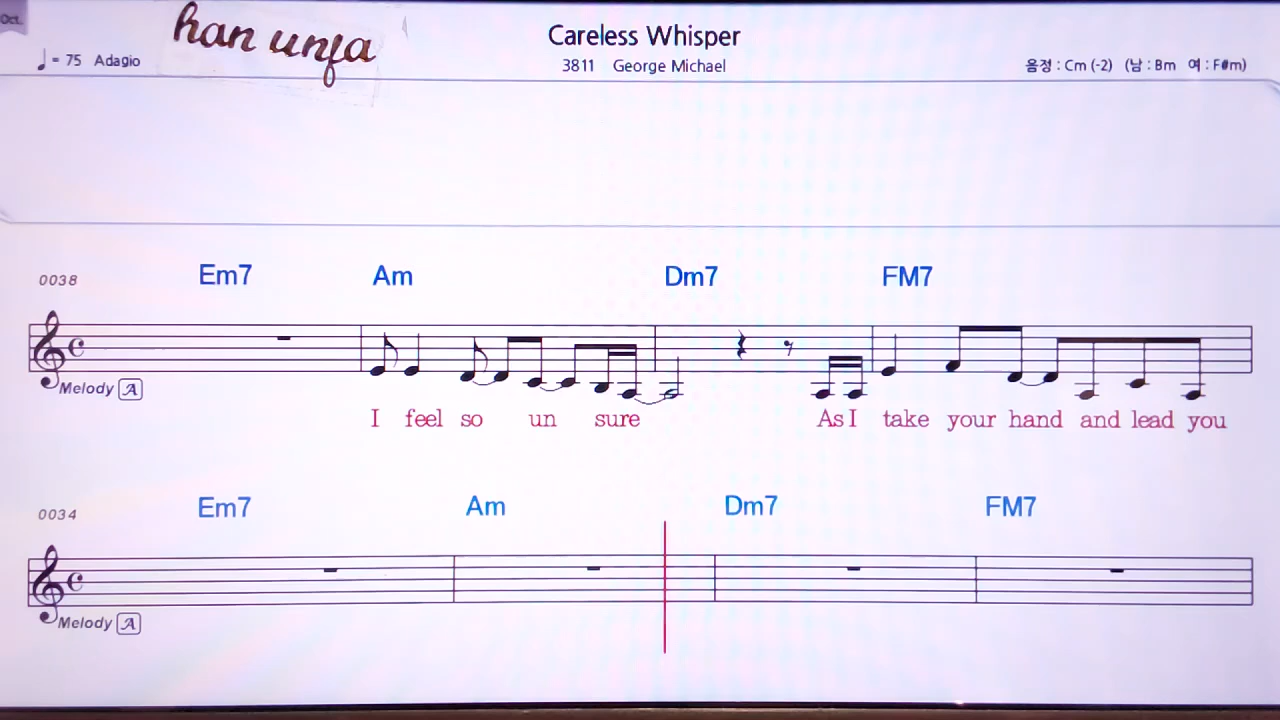 Oct.
han unfa
Careless Whisper
♩ = 75 Adagio
3811 George Michael
음정 : Cm (-2) (남 : Bm 여 : F#m)
0038 Em7 Am Dm7 FM7
Melody A
I feel so un sure As I take your hand and lead you
0034 Em7 Am Dm7 FM7
Melody A